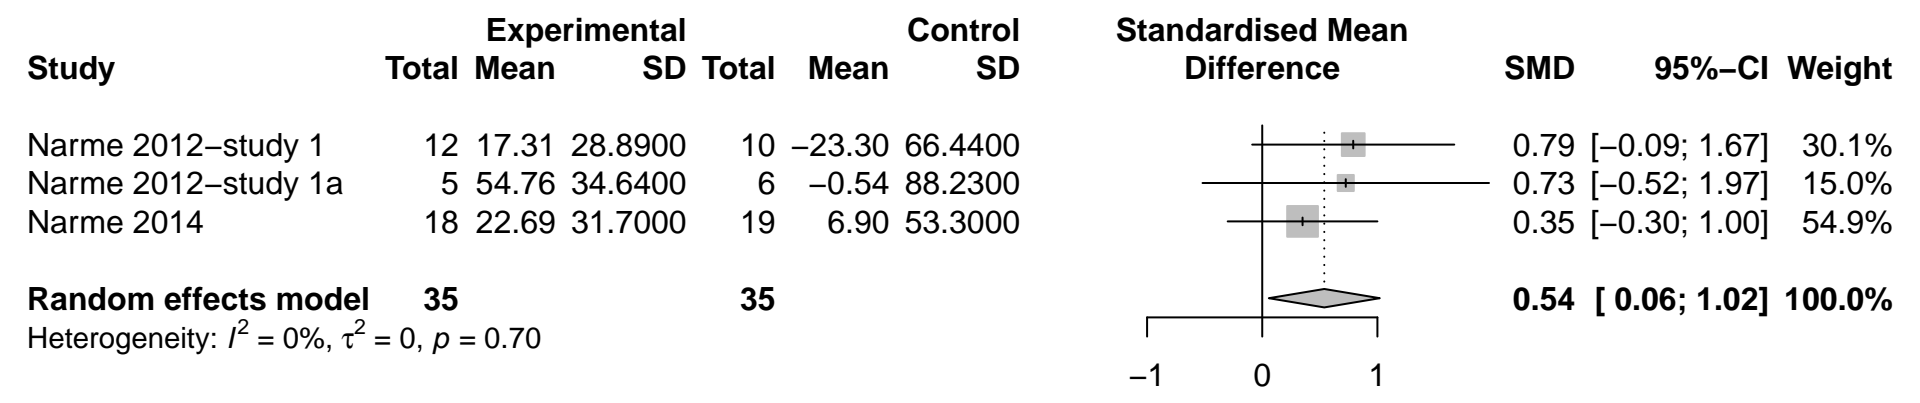 Experimental Control Standardised Mean
Study Total Mean SD Total Mean SD Difference SMD 95%−CI Weight
Narme 2012−study 1 12 17.31 28.8900 10 −23.30 66.4400 0.79 [−0.09; 1.67] 30.1%
Narme 2012−study 1a 5 54.76 34.6400 6 −0.54 88.2300 0.73 [−0.52; 1.97] 15.0%
Narme 2014 18 22.69 31.7000 19 6.90 53.3000 0.35 [−0.30; 1.00] 54.9%
Random effects model 35 35 0.54 [ 0.06; 1.02] 100.0%
Heterogeneity: I² = 0%, τ² = 0, p = 0.70
−1 0 1